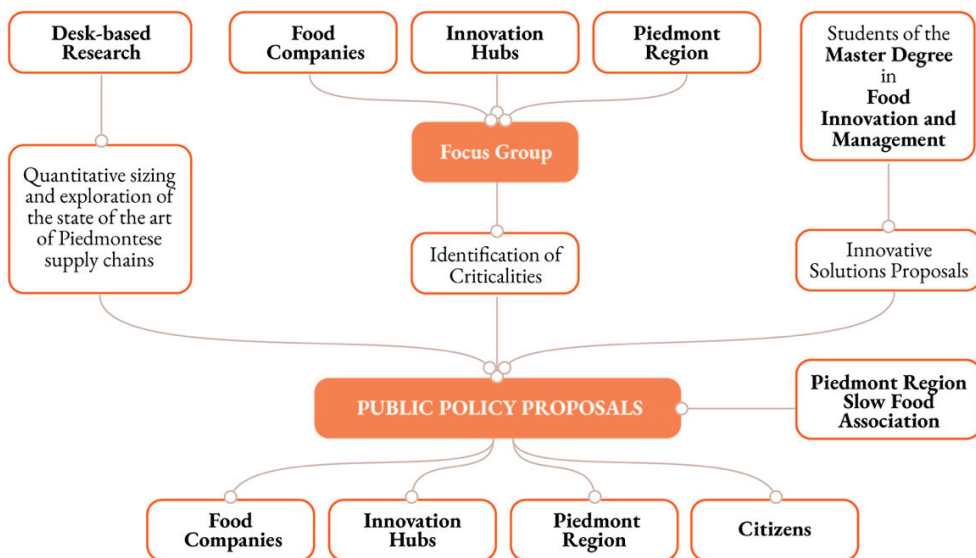 Desk-based
Research
Food
Companies
Innovation
Hubs
Piedmont
Region
Students of the
Master Degree
in
Food
Innovation and
Management
Focus Group
Quantitative sizing
and exploration of
the state of the art
of Piedmontese
supply chains
Identification of
Criticalities
Innovative
Solutions Proposals
PUBLIC POLICY PROPOSALS
Piedmont Region
Slow Food
Association
Food
Companies
Innovation
Hubs
Piedmont
Region
Citizens